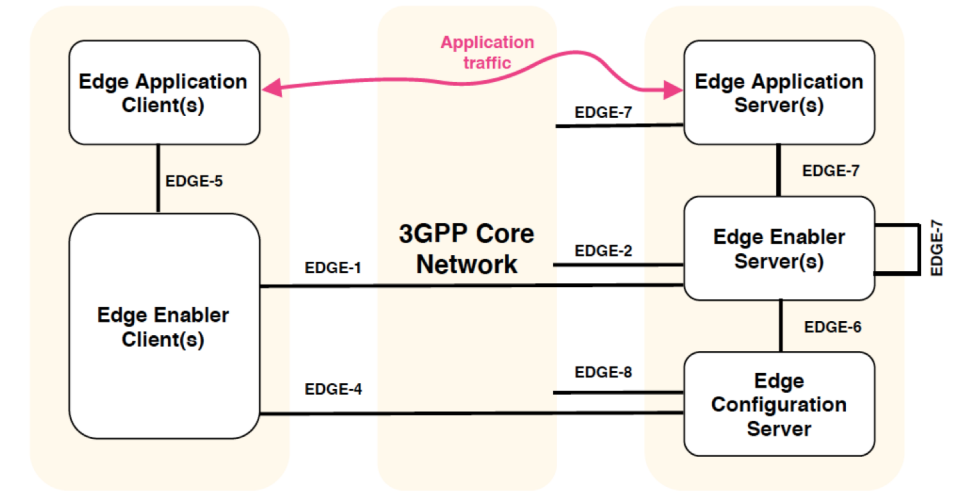 Application
traffic
Edge Application
Client(s)
Edge Application
Server(s)
EDGE-7
EDGE-5
EDGE-7
3GPP Core
Network
Edge Enabler
Server(s)
EDGE-7
EDGE-2
EDGE-1
Edge Enabler
Client(s)
EDGE-6
EDGE-8
EDGE-4
Edge
Configuration
Server